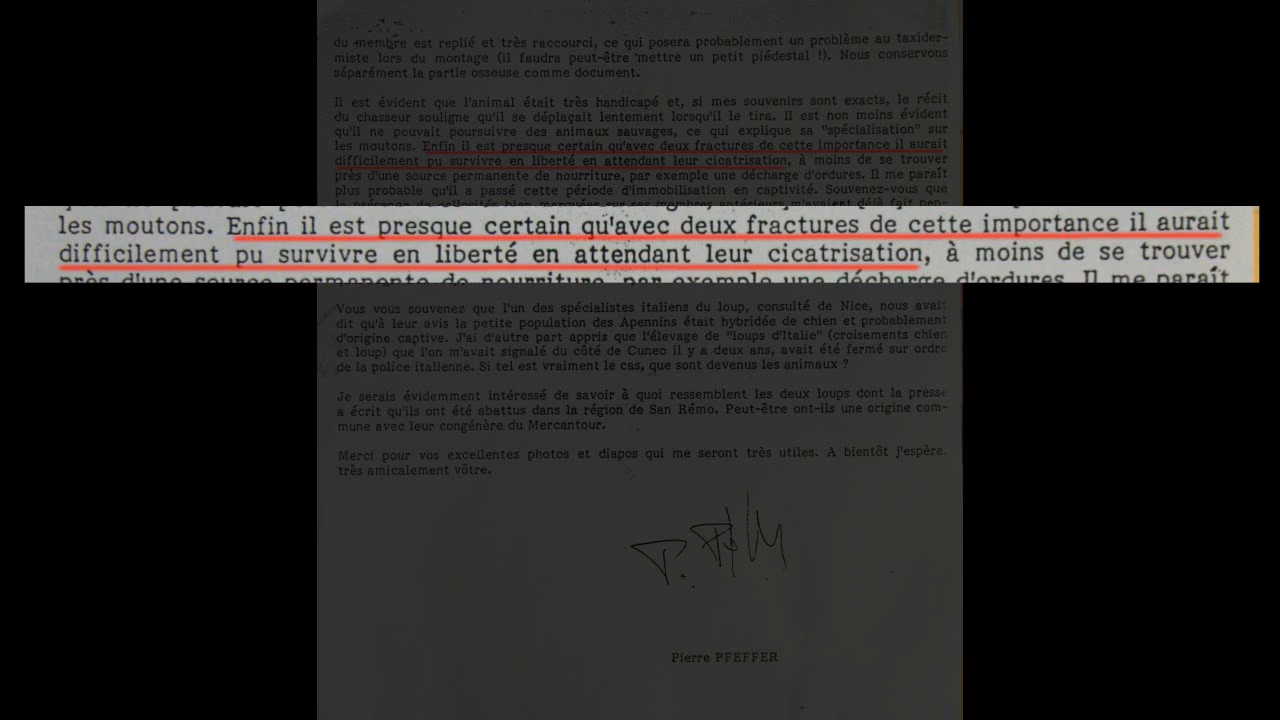 du membre est replié et très raccourci, ce qui posera probablement un problème au taxider-
miste lors du montage (il faudra peut-être mettre un petit piédestal !). Nous conservons
séparément la partie osseuse comme document.
Il est évident que l'animal était très handicapé et, si mes souvenirs sont exacts, le récit
du chasseur souligne qu'il se déplaçait lentement lorsqu'il le tira. Il est non moins évident
qu'il ne pouvait poursuivre des animaux sauvages, ce qui explique sa "spécialisation" sur
les moutons. Enfin il est presque certain qu'avec deux fractures de cette importance il aurait
difficilement pu survivre en liberté en attendant leur cicatrisation, à moins de se trouver
près d'une source permanente de nourriture, par exemple une décharge d'ordures. Il me paraît
plus probable qu'il a passé cette période d'immobilisation en captivité. Souvenez-vous que
les moutons. Enfin il est presque certain qu'avec deux fractures de cette importance il aurait
difficilement pu survivre en liberté en attendant leur cicatrisation, à moins de se trouver
près d'une source permanente de nourriture, par exemple une décharge d'ordures. Il me paraît
Vous vous souvenez que l'un des spécialistes italiens du loup, consulté de Nice, nous avait
dit qu'à leur avis la petite population des Apennins était hybridée de chien et probablement
d'origine captive. J'ai d'autre part appris que l'élevage de "loups d'Italie" (croisements chien
et loup) que l'on m'avait signalé du côté de Cuneo il y a deux ans, avait été fermé sur ordre
de la police italienne. Si tel est vraiment le cas, que sont devenus les animaux ?
Je serais évidemment intéressé de savoir à quoi ressemblent les deux loups dont la presse
a écrit qu'ils ont été abattus dans la région de San Rémo. Peut-être ont-ils une origine com-
mune avec leur congénère du Mercantour.
Merci pour vos excellentes photos et diapos qui me seront très utiles. A bientôt j'espère.
très amicalement vôtre.
Pierre PFEFFER